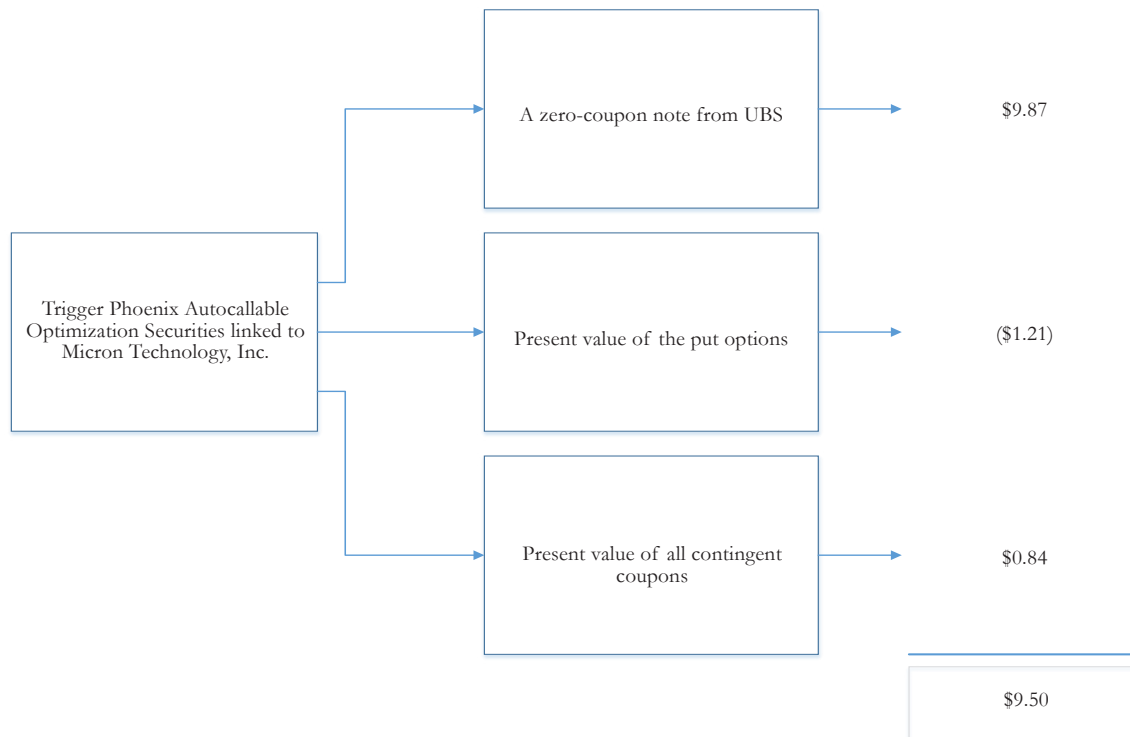 A zero-coupon note from UBS
$9.87
Trigger Phoenix Autocallable
Optimization Securities linked to
Micron Technology, Inc.
Present value of the put options
($1.21)
Present value of all contingent
coupons
$0.84
$9.50